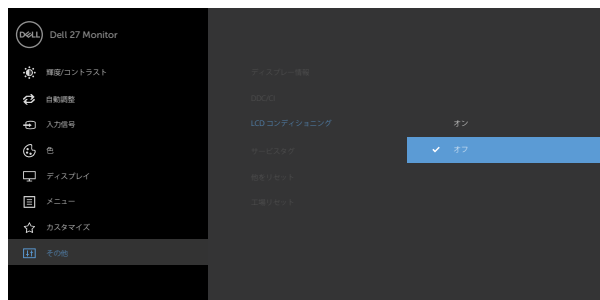 DELL Dell 27 Monitor
輝度/コントラスト
自動調整
入力信号
色
ディスプレイ
メニュー
カスタマイズ
その他
ディスプレー情報
DDC/CI
LCD コンディショニング
サービスタグ
他をリセット
工場リセット
オン
オフ